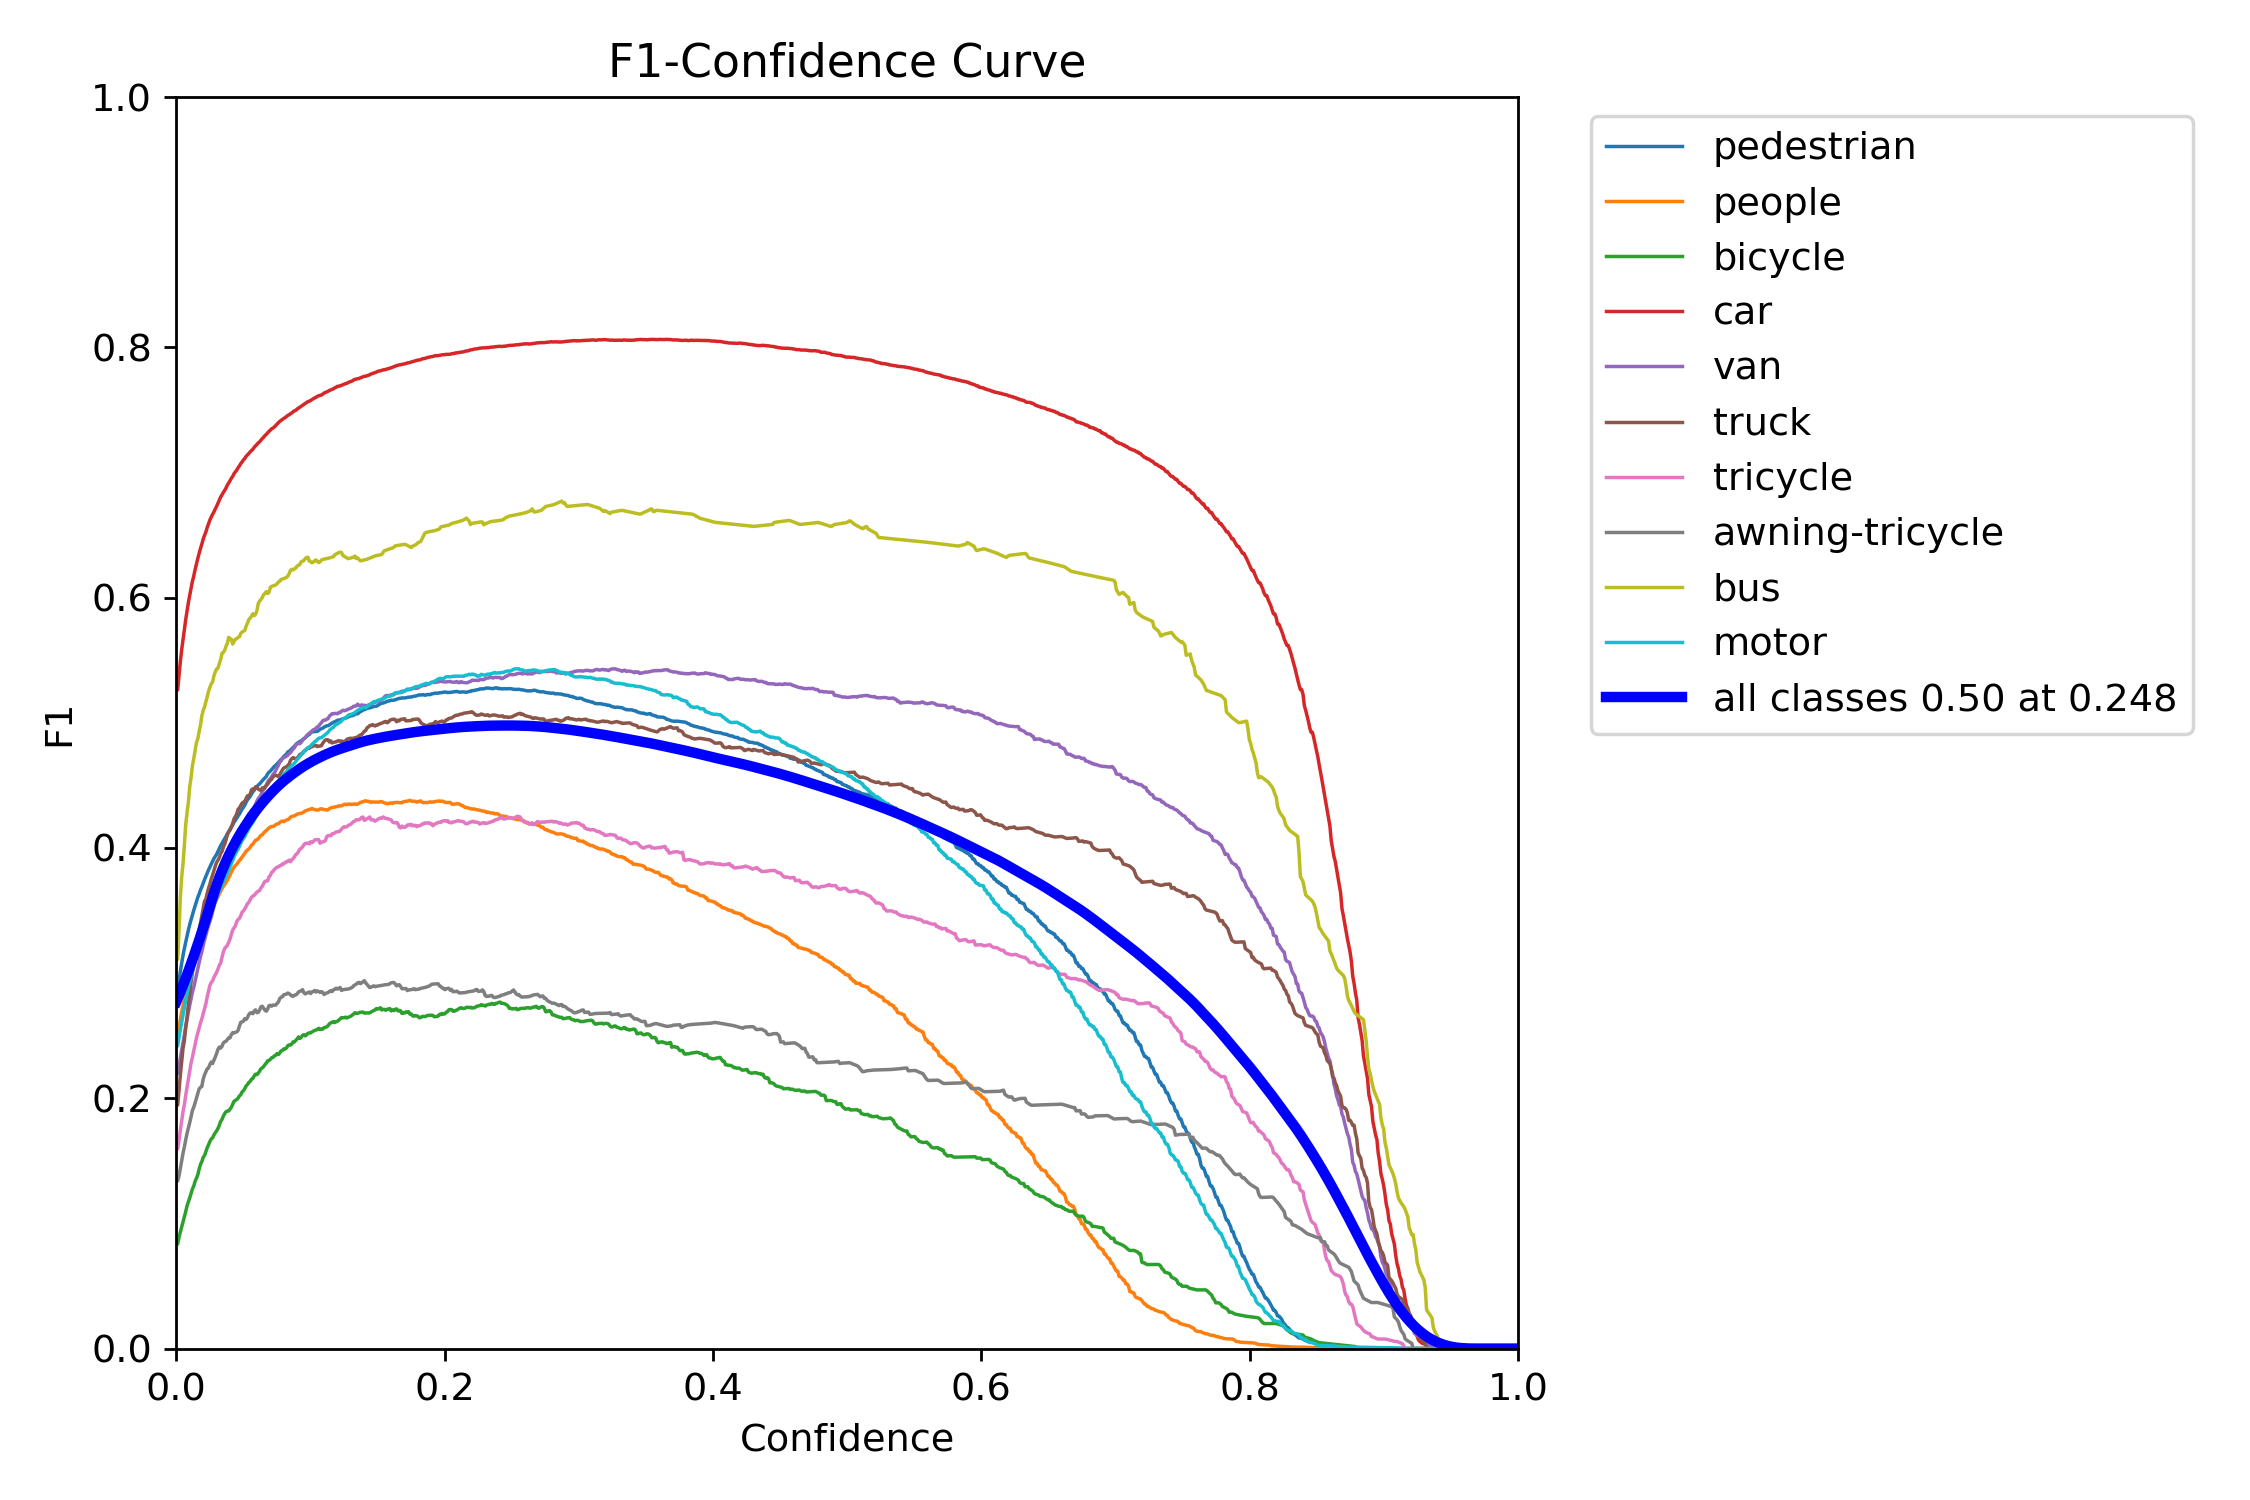 F1-Confidence Curve
1.0
0.8
0.6
0.4
0.2
0.0
F1
0.0 0.2 0.4 0.6 0.8 1.0
Confidence
pedestrian
people
bicycle
car
van
truck
tricycle
awning-tricycle
bus
motor
all classes 0.50 at 0.248